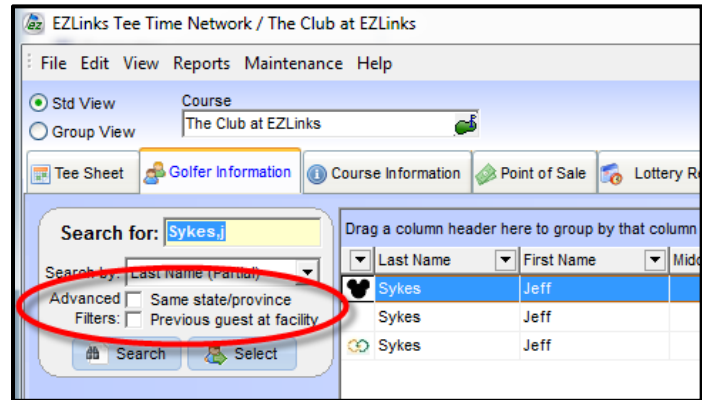 EZLinks Tee Time Network / The Club at EZLinks
File Edit View Reports Maintenance Help
Std View
Course
Group View
The Club at EZLinks
Tee Sheet
Golfer Information
Course Information
Point of Sale
Lottery Re
Search for: Sykes,j
Search by: Last Name (Partial)
Advanced Same state/province
Filters: Previous guest at facility
Search
Select
Drag a column header here to group by that column
Last Name
First Name
Midd
Sykes
Jeff
Sykes
Jeff
Sykes
Jeff